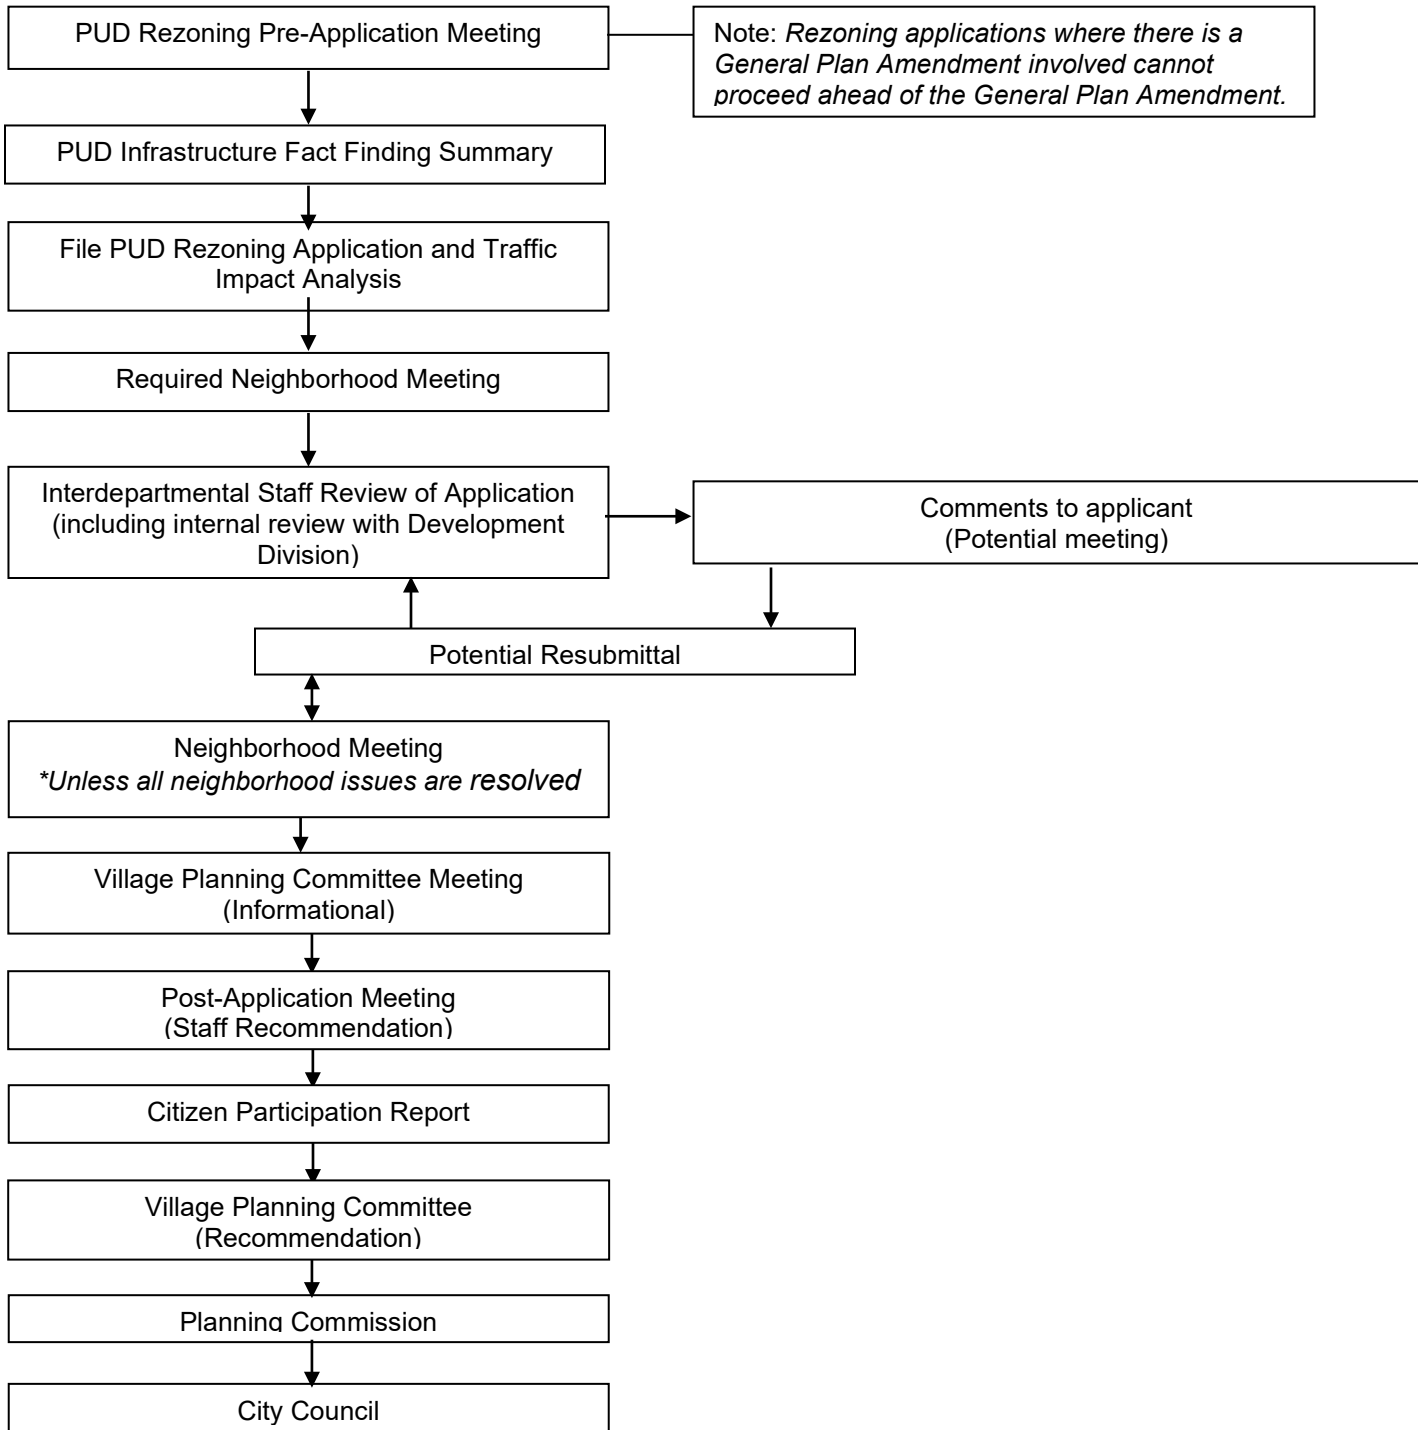 PUD Rezoning Pre-Application Meeting
Note: Rezoning applications where there is a
General Plan Amendment involved cannot
proceed ahead of the General Plan Amendment.
PUD Infrastructure Fact Finding Summary
File PUD Rezoning Application and Traffic
Impact Analysis
Required Neighborhood Meeting
Interdepartmental Staff Review of Application
(including internal review with Development
Division)
Comments to applicant
(Potential meeting)
Potential Resubmittal
Neighborhood Meeting
*Unless all neighborhood issues are resolved
Village Planning Committee Meeting
(Informational)
Post-Application Meeting
(Staff Recommendation)
Citizen Participation Report
Village Planning Committee
(Recommendation)
Planning Commission
City Council